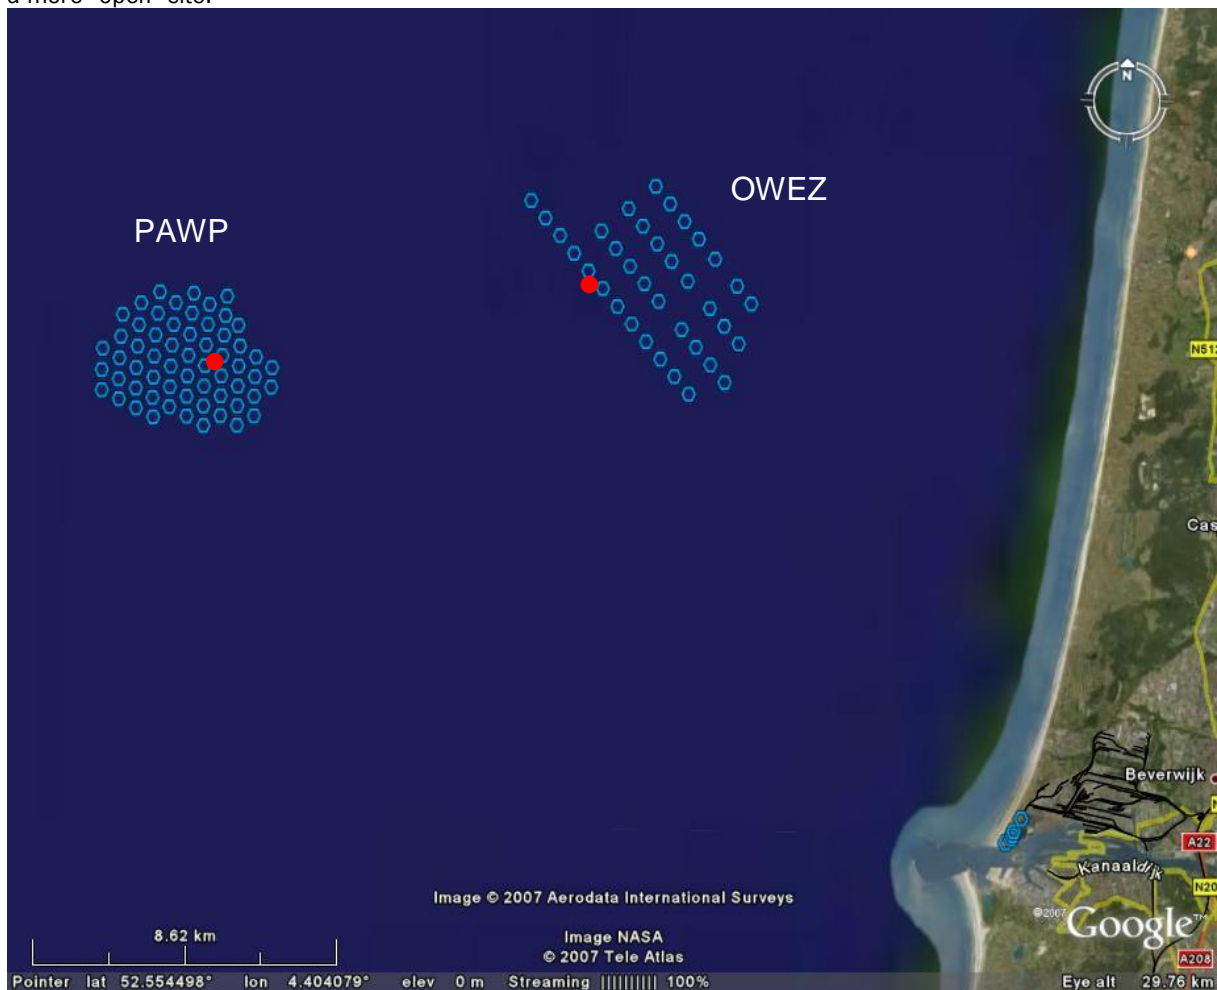 a more "open" site.
N
OWEZ
PAWP
N512
Cas
Beverwijk
A22
Kanaaldijk
N20
Image © 2007 Aerodata International Surveys
©2007 Google™
8.62 km
Image NASA
© 2007 Tele Atlas
A208
Pointer lat 52.554498° lon 4.404079° elev 0 m Streaming |||||||||| 100% Eye alt 29.76 km